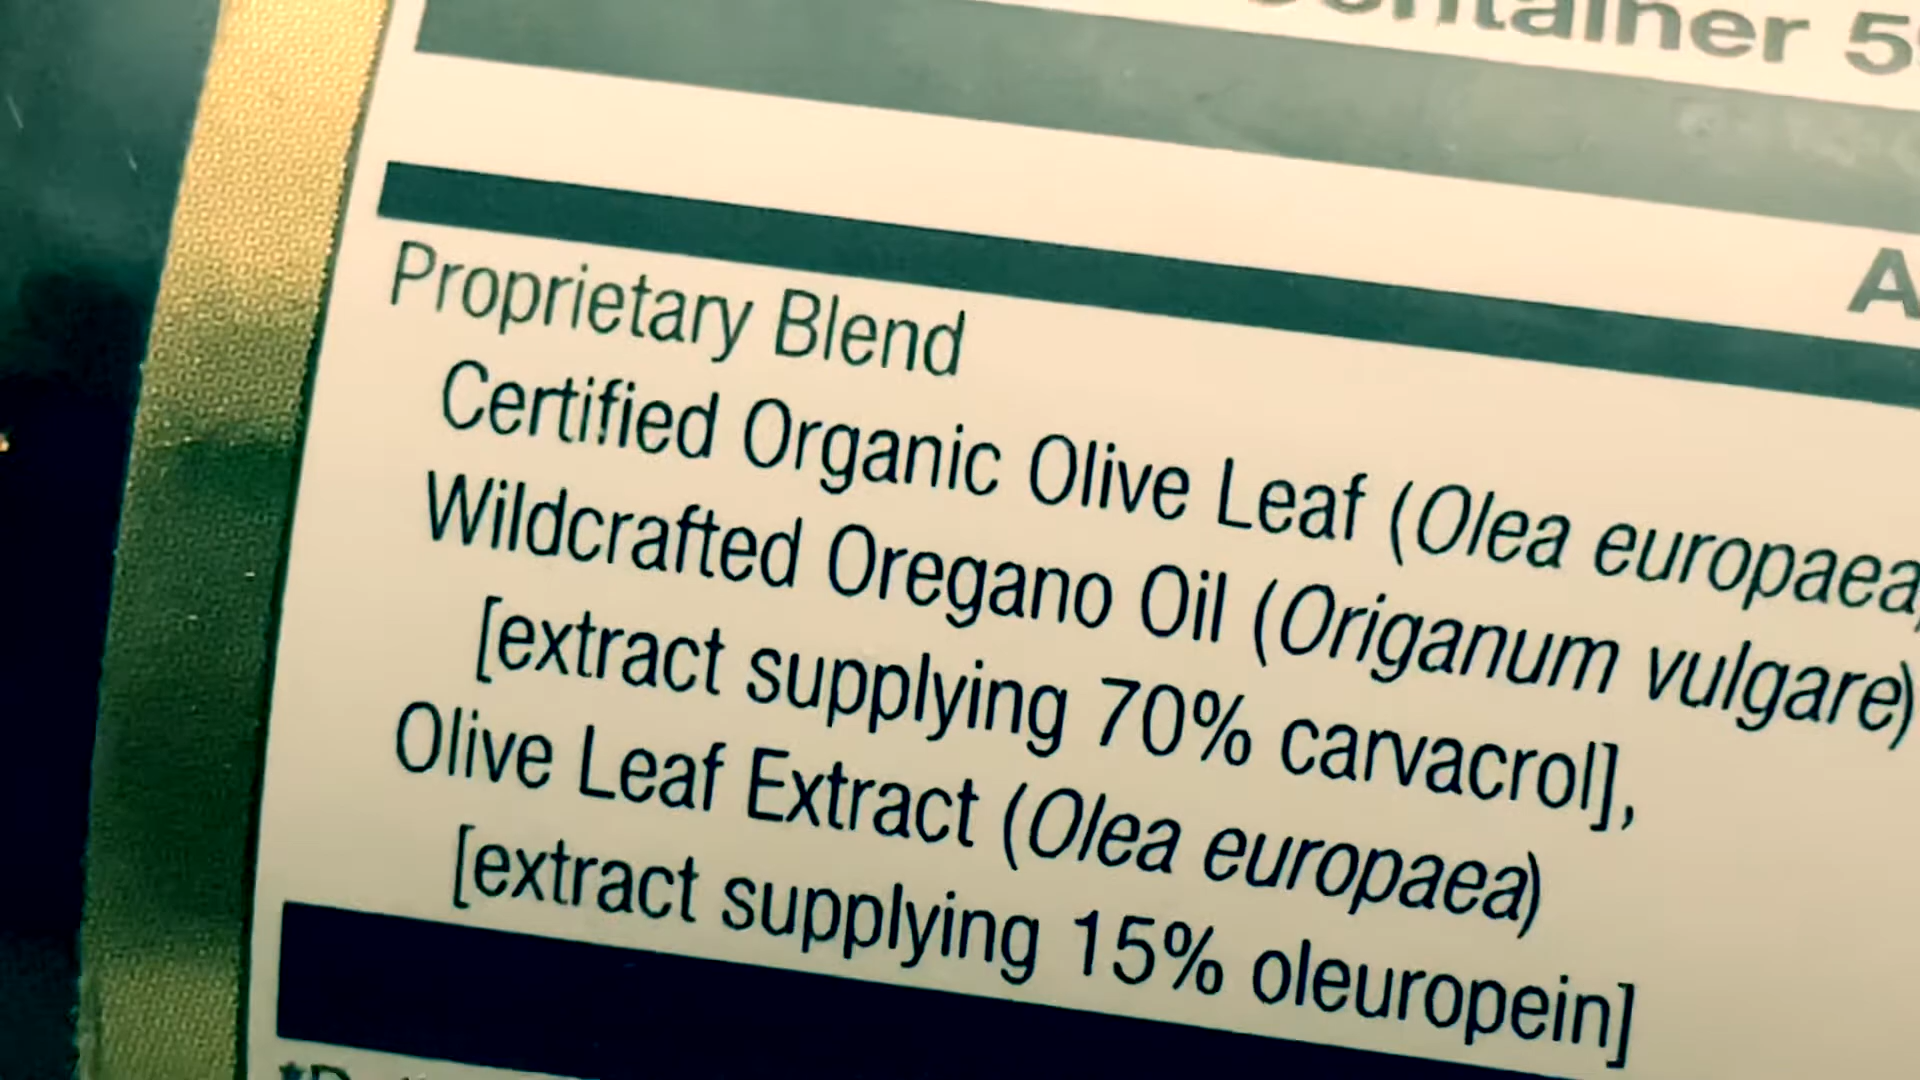 Container 5
A
Proprietary Blend
Certified Organic Olive Leaf (Olea europaea)
Wildcrafted Oregano Oil (Origanum vulgare)
[extract supplying 70% carvacrol],
Olive Leaf Extract (Olea europaea)
[extract supplying 15% oleuropein]